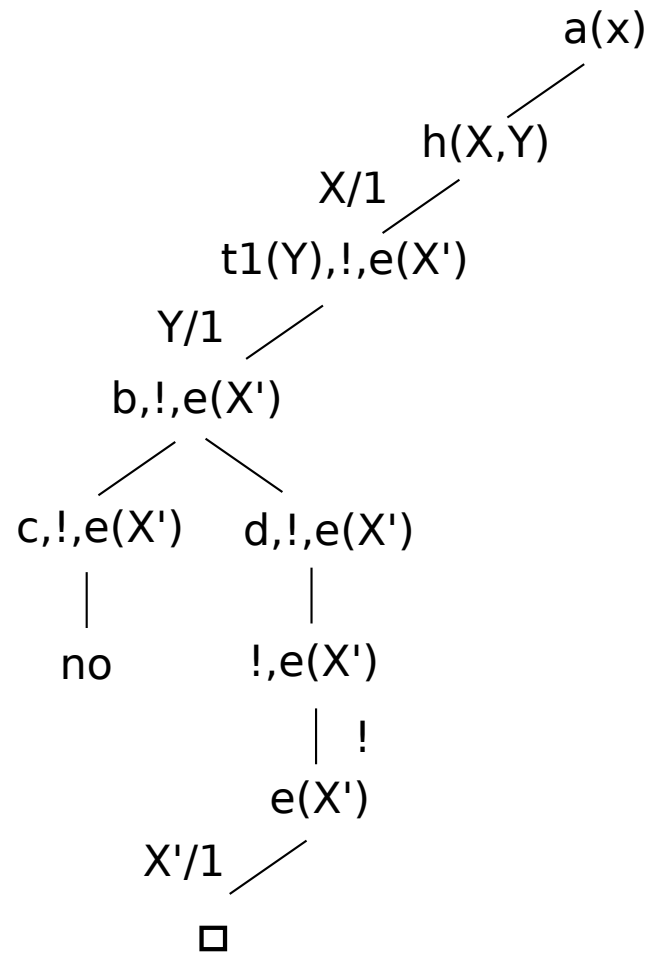 a(x)
h(X,Y)
X/1
t1(Y),!,e(X')
Y/1
b,!,e(X')
c,!,e(X') d,!,e(X')
no !,e(X')
!
e(X')
X'/1